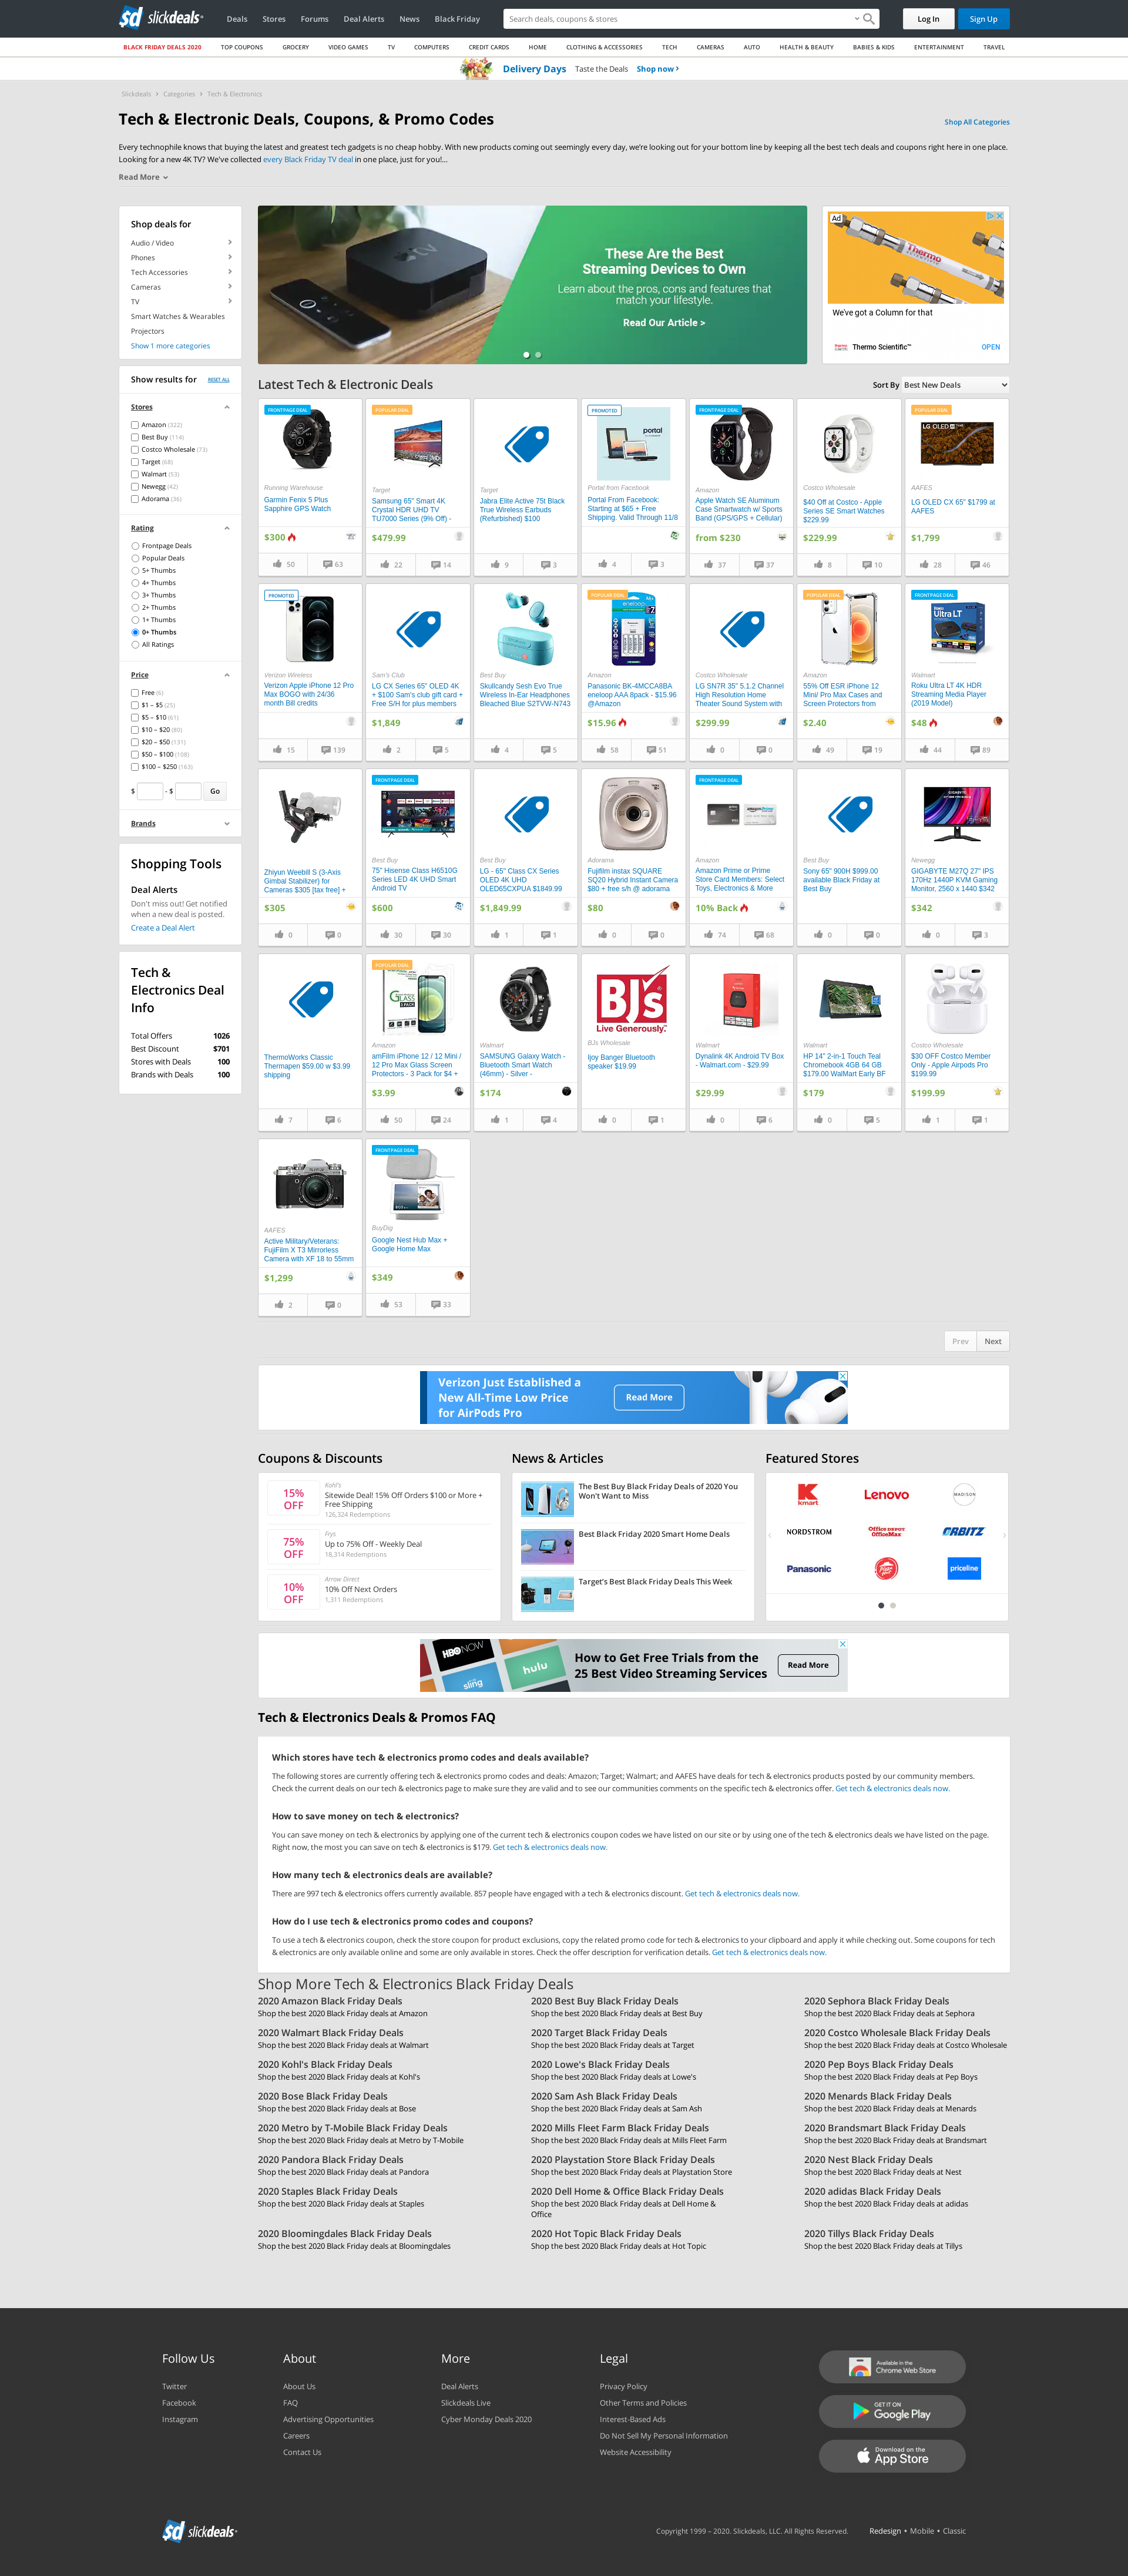 slickdeals
Deals
Stores
Forums
Deal Alerts
News
Black Friday
Search deals, coupons & stores
Log In
Sign Up
BLACK FRIDAY DEALS 2020
TOP COUPONS
GROCERY
VIDEO GAMES
TV
COMPUTERS
CREDIT CARDS
HOME
CLOTHING & ACCESSORIES
TECH
CAMERAS
AUTO
HEALTH & BEAUTY
BABIES & KIDS
ENTERTAINMENT
TRAVEL
Delivery Days Taste the Deals Shop now
Slickdeals > Categories > Tech & Electronics
Tech & Electronic Deals, Coupons, & Promo Codes
Shop All Categories
Every technophile knows that buying the latest and greatest tech gadgets is no cheap hobby. With new products coming out seemingly every day, we're looking out for your bottom line by keeping all the best tech deals and coupons right here in one place.
Looking for a new 4K TV? We've collected every Black Friday TV deal in one place, just for you!...
Read More
Shop deals for
Audio / Video
Phones
Tech Accessories
Cameras
TV
Smart Watches & Wearables
Projectors
Show 1 more categories
Show results for RESET ALL
Stores
Amazon (322)
Best Buy (114)
Costco Wholesale (73)
Target (68)
Walmart (53)
Newegg (42)
Adorama (36)
Rating
Frontpage Deals
Popular Deals
5+ Thumbs
4+ Thumbs
3+ Thumbs
2+ Thumbs
1+ Thumbs
0+ Thumbs
All Ratings
Price
Free (6)
$1 – $5 (25)
$5 – $10 (61)
$10 – $20 (80)
$20 – $50 (131)
$50 – $100 (108)
$100 – $250 (163)
$ - $ Go
Brands
Shopping Tools
Deal Alerts
Don't miss out! Get notified
when a new deal is posted.
Create a Deal Alert
Tech &
Electronics Deal
Info
Total Offers 1026
Best Discount $701
Stores with Deals 100
Brands with Deals 100
These Are the Best
Streaming Devices to Own
Learn about the pros, cons and features that
match your lifestyle.
Read Our Article >
Ad
We've got a Column for that
Thermo Scientific™
OPEN
Latest Tech & Electronic Deals
Sort By Best New Deals
FRONTPAGE DEAL
Running Warehouse
Garmin Fenix 5 Plus
Sapphire GPS Watch
$300
50 63
POPULAR DEAL
Target
Samsung 65" Smart 4K
Crystal HDR UHD TV
TU7000 Series (9% Off) -
$479.99
22 14
Target
Jabra Elite Active 75t Black
True Wireless Earbuds
(Refurbished) $100
9 3
PROMOTED
portal
Portal from Facebook
Portal From Facebook:
Starting at $65 + Free
Shipping. Valid Through 11/8
4 3
FRONTPAGE DEAL
Amazon
Apple Watch SE Aluminum
Case Smartwatch w/ Sports
Band (GPS/GPS + Cellular)
from $230
37 37
Costco Wholesale
$40 Off at Costco - Apple
Series SE Smart Watches
$229.99
$229.99
8 10
POPULAR DEAL
LG OLED
AAFES
LG OLED CX 65" $1799 at
AAFES
$1,799
28 46
PROMOTED
Verizon Wireless
Verizon Apple iPhone 12 Pro
Max BOGO with 24/36
month Bill credits
15 139
Sam's Club
LG CX Series 65" OLED 4K
+ $100 Sam's club gift card +
Free S/H for plus members
$1,849
2 5
Best Buy
Skullcandy Sesh Evo True
Wireless In-Ear Headphones
Bleached Blue S2TVW-N743
4 5
POPULAR DEAL
eneloop
Amazon
Panasonic BK-4MCCA8BA
eneloop AAA 8pack - $15.96
@Amazon
$15.96
58 51
Costco Wholesale
LG SN7R 35" 5.1.2 Channel
High Resolution Home
Theater Sound System with
$299.99
0 0
POPULAR DEAL
Amazon
55% Off ESR iPhone 12
Mini/ Pro Max Cases and
Screen Protectors from
$2.40
49 19
FRONTPAGE DEAL
Roku
Ultra LT
Walmart
Roku Ultra LT 4K HDR
Streaming Media Player
(2019 Model)
$48
44 89
Zhiyun Weebill S (3-Axis
Gimbal Stabilizer) for
Cameras $305 [tax free] +
$305
0 0
FRONTPAGE DEAL
Best Buy
75" Hisense Class H6510G
Series LED 4K UHD Smart
Android TV
$600
30 30
Best Buy
LG - 65" Class CX Series
OLED 4K UHD
OLED65CXPUA $1849.99
$1,849.99
1 1
Adorama
Fujifilm instax SQUARE
SQ20 Hybrid Instant Camera
$80 + free s/h @ adorama
$80
0 0
FRONTPAGE DEAL
Amazon
Amazon Prime or Prime
Store Card Members: Select
Toys, Electronics & More
10% Back
74 68
Best Buy
Sony 65" 900H $999.00
available Black Friday at
Best Buy
0 0
Newegg
GIGABYTE M27Q 27" IPS
170Hz 1440P KVM Gaming
Monitor, 2560 x 1440 $342
$342
0 3
ThermoWorks Classic
Thermapen $59.00 w $3.99
shipping
7 6
POPULAR DEAL
GLASS
Amazon
amFilm iPhone 12 / 12 Mini /
12 Pro Max Glass Screen
Protectors - 3 Pack for $4 +
$3.99
50 24
Walmart
SAMSUNG Galaxy Watch -
Bluetooth Smart Watch
(46mm) - Silver -
$174
1 4
BJ's
Live Generously.
BJs Wholesale
Ijoy Banger Bluetooth
speaker $19.99
0 1
Walmart
Dynalink 4K Android TV Box
- Walmart.com - $29.99
$29.99
0 6
Walmart
HP 14" 2-in-1 Touch Teal
Chromebook 4GB 64 GB
$179.00 WalMart Early BF
$179
0 5
Costco Wholesale
$30 OFF Costco Member
Only - Apple Airpods Pro
$199.99
$199.99
1 1
AAFES
Active Military/Veterans:
FujiFilm X T3 Mirrorless
Camera with XF 18 to 55mm
$1,299
2 0
FRONTPAGE DEAL
BuyDig
Google Nest Hub Max +
Google Home Max
$349
53 33
Prev Next
Verizon Just Established a
New All-Time Low Price
for AirPods Pro
Read More
Coupons & Discounts
15%
OFF
Kohl's
Sitewide Deal! 15% Off Orders $100 or More +
Free Shipping
126,324 Redemptions
75%
OFF
Frys
Up to 75% Off - Weekly Deal
18,314 Redemptions
10%
OFF
Arrow Direct
10% Off Next Orders
1,311 Redemptions
News & Articles
The Best Buy Black Friday Deals of 2020 You
Won't Want to Miss
Best Black Friday 2020 Smart Home Deals
Target's Best Black Friday Deals This Week
Featured Stores
kmart
Lenovo
MADISON
NORDSTROM
Office DEPOT
OfficeMax
ORBITZ
Panasonic
priceline
HBO NOW
hulu
sling
How to Get Free Trials from the
25 Best Video Streaming Services
Read More
Tech & Electronics Deals & Promos FAQ
Which stores have tech & electronics promo codes and deals available?
The following stores are currently offering tech & electronics promo codes and deals: Amazon; Target; Walmart; and AAFES have deals for tech & electronics products posted by our community members.
Check the current deals on our tech & electronics page to make sure they are valid and to see our communities comments on the specific tech & electronics offer. Get tech & electronics deals now.
How to save money on tech & electronics?
You can save money on tech & electronics by applying one of the current tech & electronics coupon codes we have listed on our site or by using one of the tech & electronics deals we have listed on the page.
Right now, the most you can save on tech & electronics is $179. Get tech & electronics deals now.
How many tech & electronics deals are available?
There are 997 tech & electronics offers currently available. 857 people have engaged with a tech & electronics discount. Get tech & electronics deals now.
How do I use tech & electronics promo codes and coupons?
To use a tech & electronics coupon, check the store coupon for product exclusions, copy the related promo code for tech & electronics to your clipboard and apply it while checking out. Some coupons for tech
& electronics are only available online and some are only available in stores. Check the offer description for verification details. Get tech & electronics deals now.
Shop More Tech & Electronics Black Friday Deals
2020 Amazon Black Friday Deals
Shop the best 2020 Black Friday deals at Amazon
2020 Best Buy Black Friday Deals
Shop the best 2020 Black Friday deals at Best Buy
2020 Sephora Black Friday Deals
Shop the best 2020 Black Friday deals at Sephora
2020 Walmart Black Friday Deals
Shop the best 2020 Black Friday deals at Walmart
2020 Target Black Friday Deals
Shop the best 2020 Black Friday deals at Target
2020 Costco Wholesale Black Friday Deals
Shop the best 2020 Black Friday deals at Costco Wholesale
2020 Kohl's Black Friday Deals
Shop the best 2020 Black Friday deals at Kohl's
2020 Lowe's Black Friday Deals
Shop the best 2020 Black Friday deals at Lowe's
2020 Pep Boys Black Friday Deals
Shop the best 2020 Black Friday deals at Pep Boys
2020 Bose Black Friday Deals
Shop the best 2020 Black Friday deals at Bose
2020 Sam Ash Black Friday Deals
Shop the best 2020 Black Friday deals at Sam Ash
2020 Menards Black Friday Deals
Shop the best 2020 Black Friday deals at Menards
2020 Metro by T-Mobile Black Friday Deals
Shop the best 2020 Black Friday deals at Metro by T-Mobile
2020 Mills Fleet Farm Black Friday Deals
Shop the best 2020 Black Friday deals at Mills Fleet Farm
2020 Brandsmart Black Friday Deals
Shop the best 2020 Black Friday deals at Brandsmart
2020 Pandora Black Friday Deals
Shop the best 2020 Black Friday deals at Pandora
2020 Playstation Store Black Friday Deals
Shop the best 2020 Black Friday deals at Playstation Store
2020 Nest Black Friday Deals
Shop the best 2020 Black Friday deals at Nest
2020 Staples Black Friday Deals
Shop the best 2020 Black Friday deals at Staples
2020 Dell Home & Office Black Friday Deals
Shop the best 2020 Black Friday deals at Dell Home &
Office
2020 adidas Black Friday Deals
Shop the best 2020 Black Friday deals at adidas
2020 Bloomingdales Black Friday Deals
Shop the best 2020 Black Friday deals at Bloomingdales
2020 Hot Topic Black Friday Deals
Shop the best 2020 Black Friday deals at Hot Topic
2020 Tillys Black Friday Deals
Shop the best 2020 Black Friday deals at Tillys
Follow Us
Twitter
Facebook
Instagram
About
About Us
FAQ
Advertising Opportunities
Careers
Contact Us
More
Deal Alerts
Slickdeals Live
Cyber Monday Deals 2020
Legal
Privacy Policy
Other Terms and Policies
Interest-Based Ads
Do Not Sell My Personal Information
Website Accessibility
Available in the
Chrome Web Store
GET IT ON
Google Play
Download on the
App Store
slickdeals
Copyright 1999 – 2020. Slickdeals, LLC. All Rights Reserved.
Redesign • Mobile • Classic